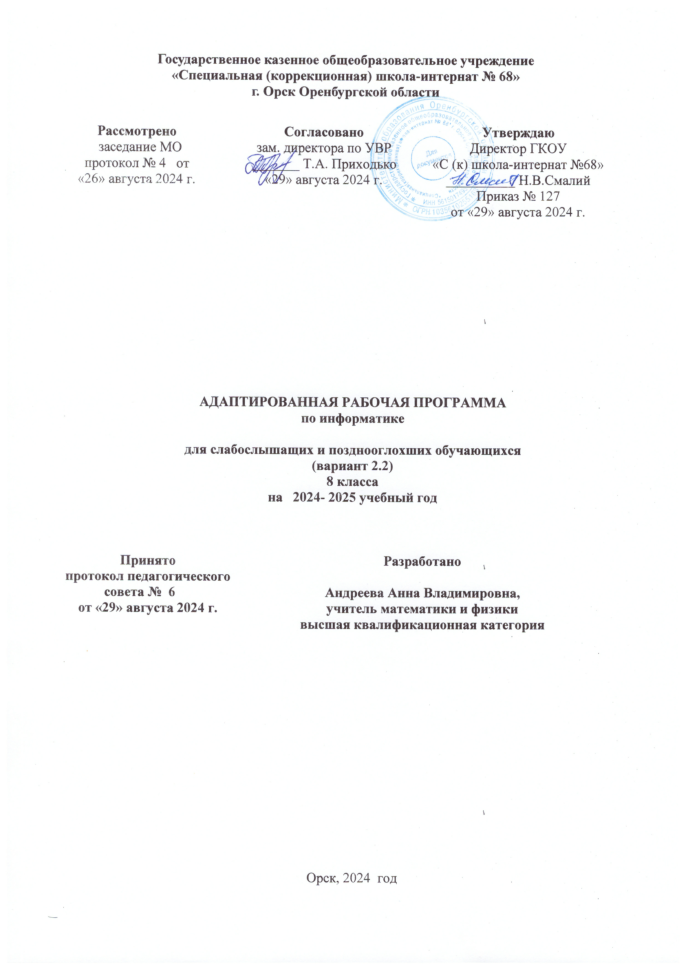 Государственное казенное общеобразовательное учреждение
«Специальная (коррекционная) школа-интернат № 68»
г. Орск Оренбургской области
Рассмотрено
заседание МО
протокол № 4 от
«26» августа 2024 г.
Согласовано
зам. директора по УВР
Т.А. Приходько
«29» августа 2024 г.
Утверждаю
Директор ГКОУ
«С (к) школа-интернат №68»
Н.В.Смалий
Приказ № 127
от «29» августа 2024 г.
АДАПТИРОВАННАЯ РАБОЧАЯ ПРОГРАММА
по информатике
для слабослышащих и позднооглохших обучающихся
(вариант 2.2)
8 класса
на 2024- 2025 учебный год
Принято
протокол педагогического
совета № 6
от «29» августа 2024 г.
Разработано
Андреева Анна Владимировна,
учитель математики и физики
высшая квалификационная категория
Орск, 2024 год